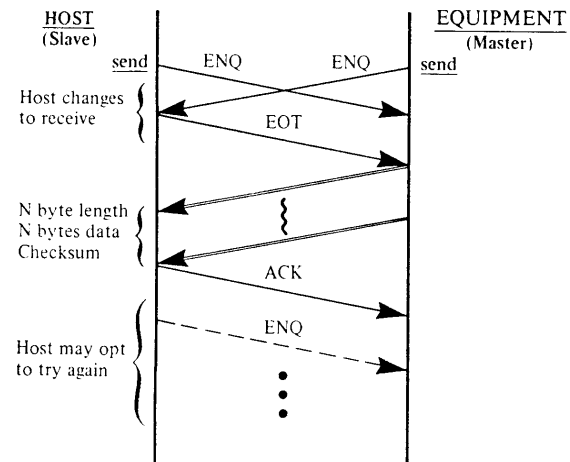 HOST
(Slave)
EQUIPMENT
(Master)
send
ENQ
ENQ
send
Host changes
to receive
EOT
N byte length
N bytes data
Checksum
ACK
ENQ
Host may opt
to try again